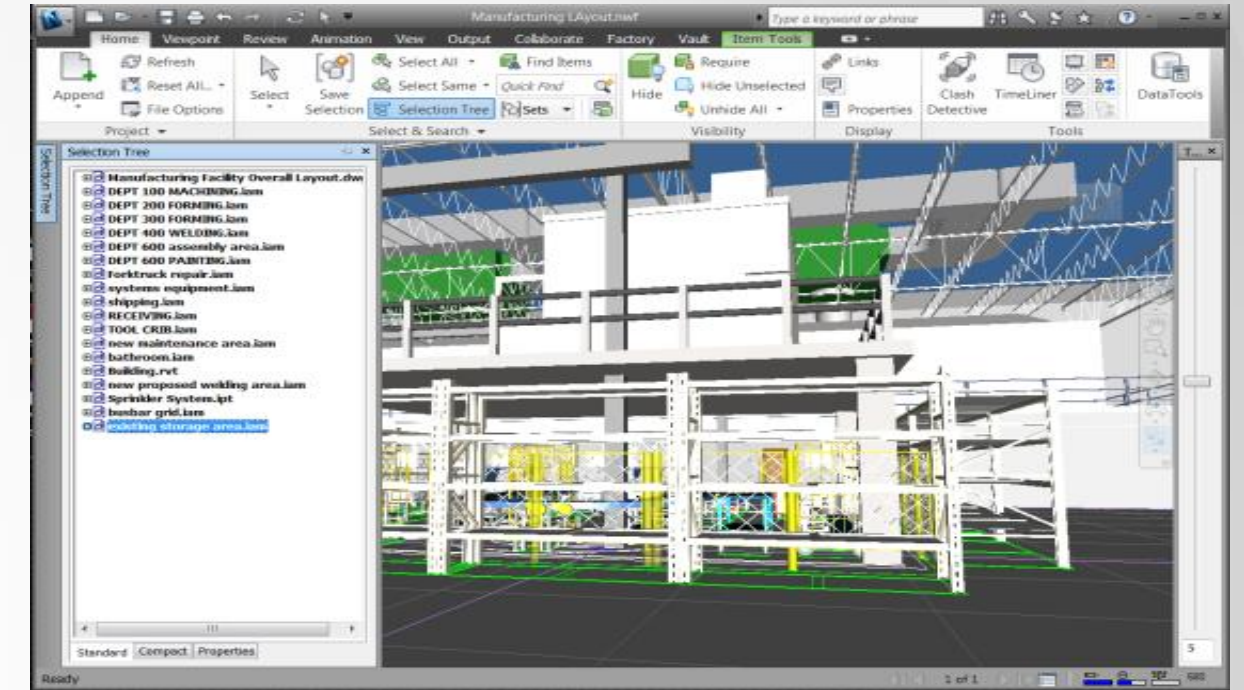 Manufacturing LAyout.nwf
Type a keyword or phrase
Home Viewpoint Review Animation View Output Collaborate Factory Vault Item Tools
Append
Refresh
Reset All...
File Options
Project
Select
Save Selection
Select All
Select Same
Selection Tree
Find Items
Quick Find
Sets
Select & Search
Hide
Require
Hide Unselected
Unhide All
Visibility
Links
Properties
Display
Clash Detective
TimeLiner
DataTools
Tools
Selection Tree
Selection Tree
T...
Manufacturing Facility Overall Layout.dw
DEPT 100 MACHINING.iam
DEPT 200 FORMING.iam
DEPT 300 FORMING.iam
DEPT 400 WELDING.iam
DEPT 600 assembly area.iam
DEPT 600 PAINTING.iam
Forktruck repair.iam
systems equipment.iam
shipping.iam
RECEIVING.iam
TOOL CRIB.iam
new maintenance area.iam
bathroom.iam
Building.rvt
new proposed welding area.iam
Sprinkler System.ipt
busbar grid.iam
existing storage area.iam
Standard Compact Properties
5
Ready
1 of 1